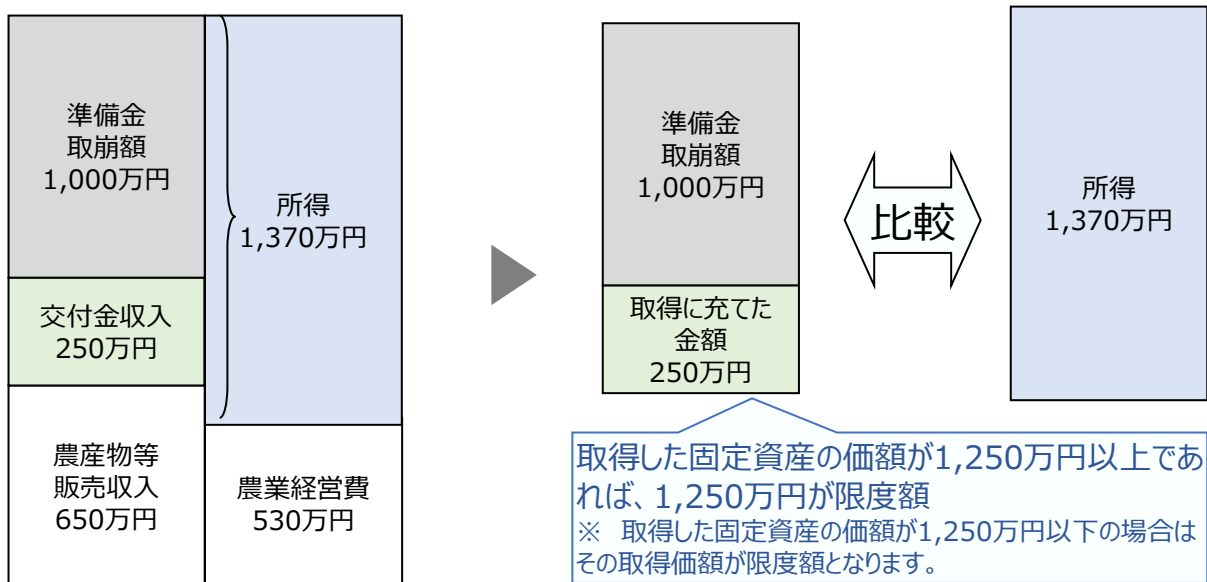 準備金
取崩額
1,000万円
交付金収入
250万円
農産物等
販売収入
650万円
所得
1,370万円
農業経営費
530万円
準備金
取崩額
1,000万円
取得に充てた
金額
250万円
比較
所得
1,370万円
取得した固定資産の価額が1,250万円以上であ
れば、1,250万円が限度額
※ 取得した固定資産の価額が1,250万円以下の場合は
その取得価額が限度額となります。